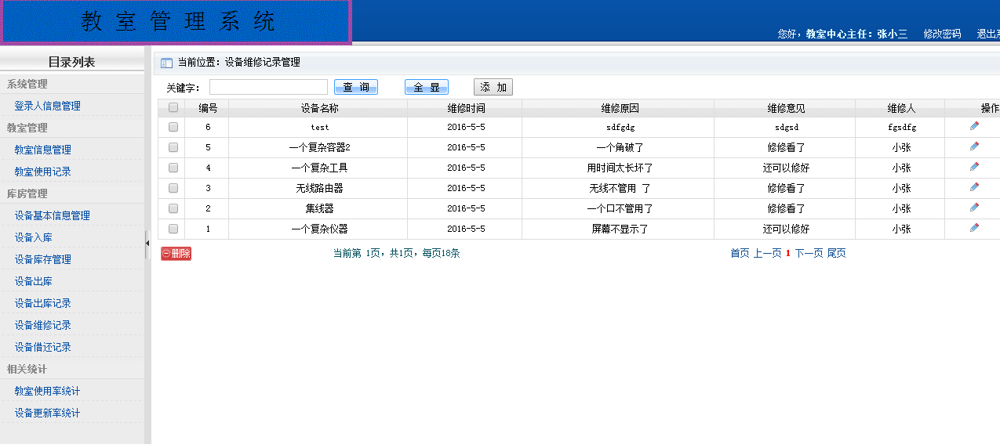 教室管理系统
您好，教室中心主任：张小三 修改密码 退出系
目录列表
系统管理
登录人信息管理
教室管理
教室信息管理
教室使用记录
库房管理
设备基本信息管理
设备入库
设备库存管理
设备出库
设备出库记录
设备维修记录
设备借还记录
相关统计
教室使用率统计
设备更新率统计
当前位置：设备维修记录管理
关键字： 查 询 全 显 添 加
编号 设备名称 维修时间 维修原因 维修意见 维修人 操作
6 test 2016-5-5 sdfgdg sdgsd fgsdfg
5 一个复杂容器2 2016-5-5 一个角破了 修修看了 小张
4 一个复杂工具 2016-5-5 用时间太长坏了 还可以修好 小张
3 无线路由器 2016-5-5 无线不管用 了 修修看了 小张
2 集线器 2016-5-5 一个口不管用了 修修看了 小张
1 一个复杂仪器 2016-5-5 屏幕不显示了 还可以修好 小张
删除 当前第 1页，共1页，每页18条 首页 上一页 1 下一页 尾页